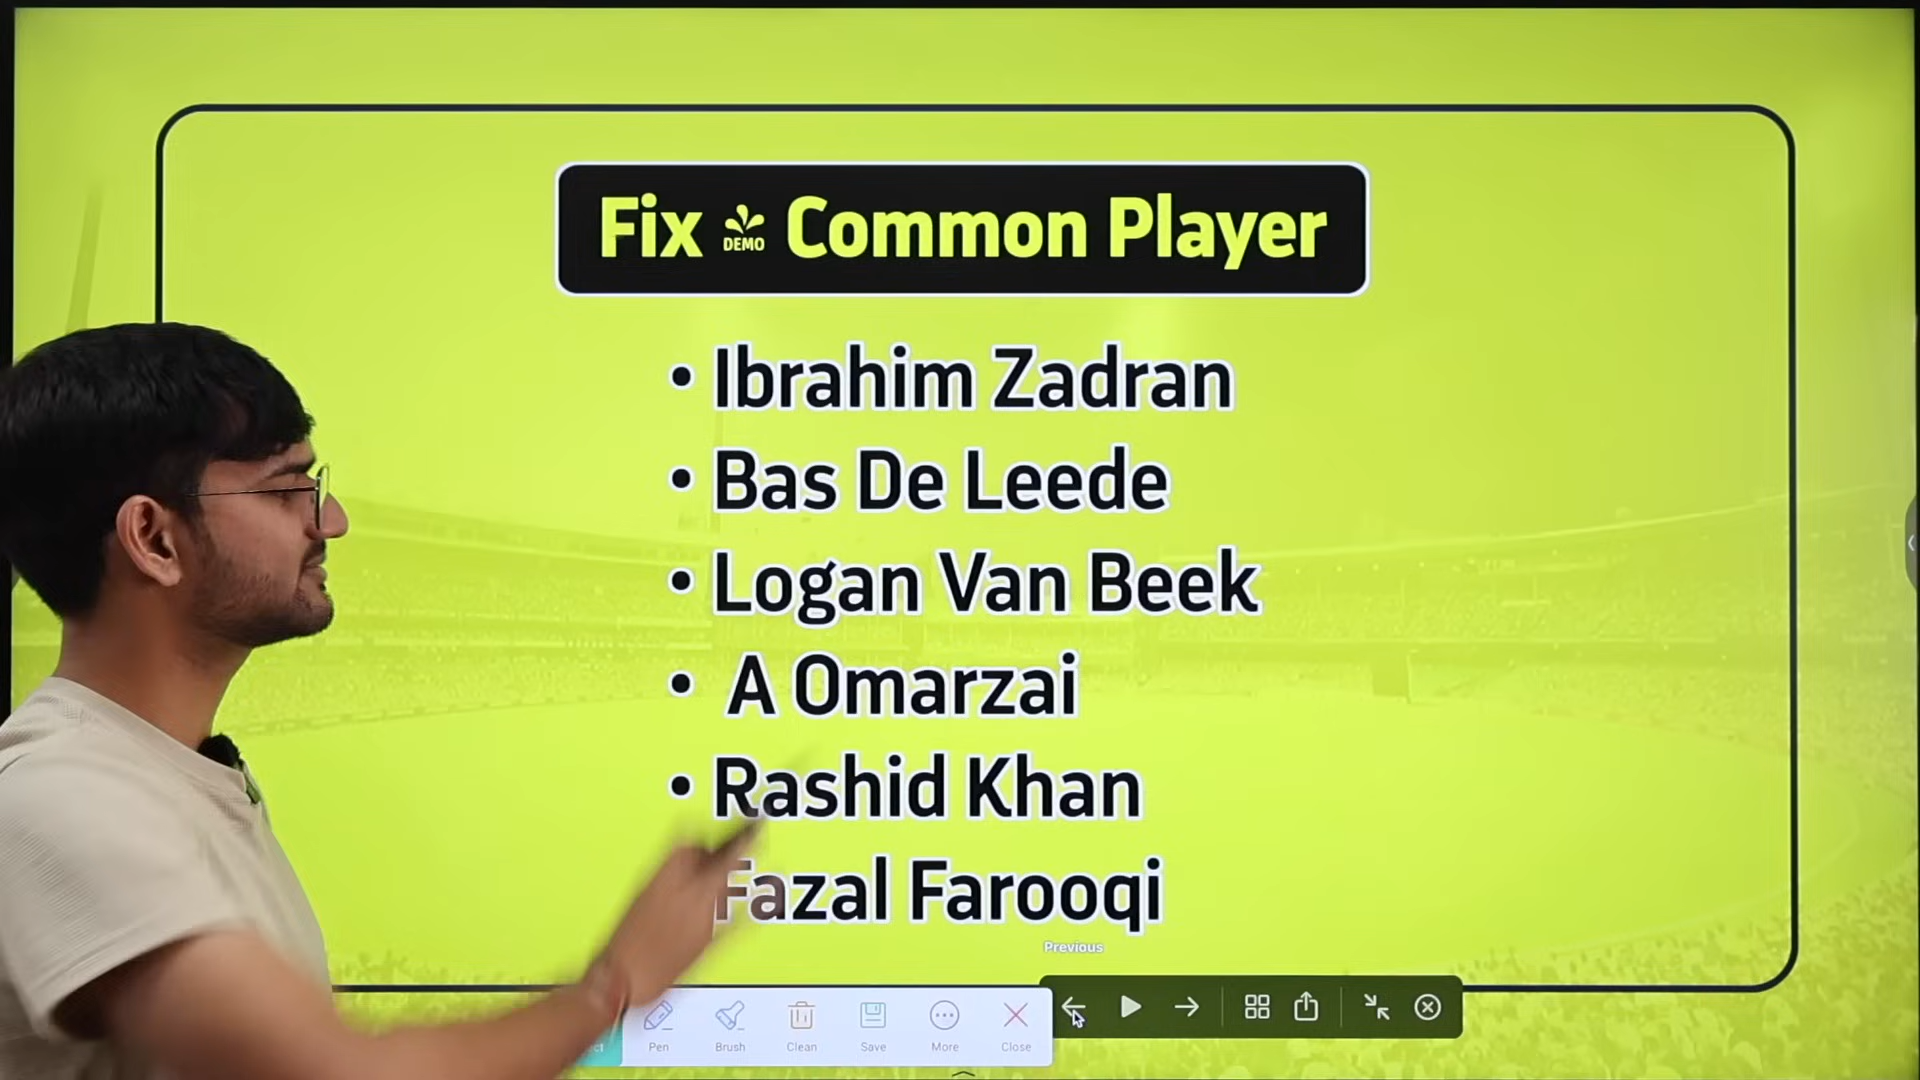 Fix DEMO Common Player
• Ibrahim Zadran
• Bas De Leede
• Logan Van Beek
• A Omarzai
• Rashid Khan
Fazal Farooqi
Previous
Pen
Brush
Clean
Save
More
Close